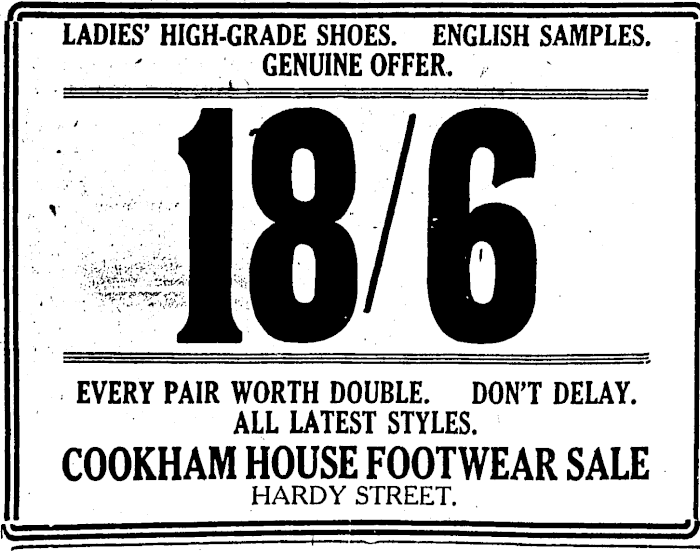 LADIES' HIGH-GRADE SHOES. ENGLISH SAMPLES.
GENUINE OFFER.
18/6
EVERY PAIR WORTH DOUBLE. DON'T DELAY.
ALL LATEST STYLES.
COOKHAM HOUSE FOOTWEAR SALE
HARDY STREET.